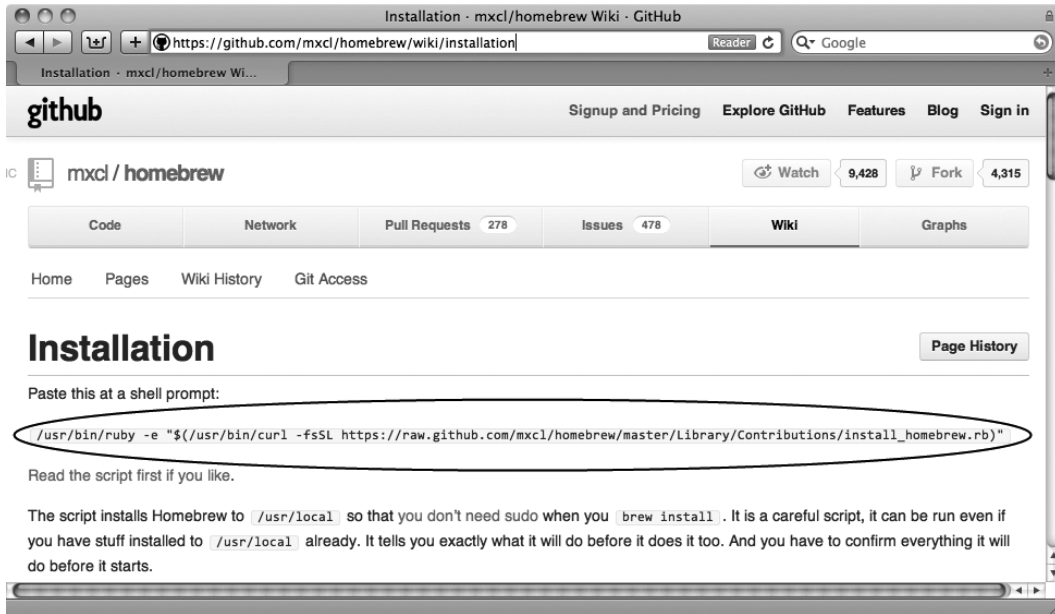 Installation · mxcl/homebrew Wiki · GitHub
https://github.com/mxcl/homebrew/wiki/installation Reader Google
Installation · mxcl/homebrew Wi...
github Signup and Pricing Explore GitHub Features Blog Sign in
IC mxcl / homebrew Watch 9,428 Fork 4,315
Code Network Pull Requests 278 Issues 478 Wiki Graphs
Home Pages Wiki History Git Access
Installation Page History
Paste this at a shell prompt:
/usr/bin/ruby -e "$(/usr/bin/curl -fsSL https://raw.github.com/mxcl/homebrew/master/Library/Contributions/install_homebrew.rb)"
Read the script first if you like.
The script installs Homebrew to /usr/local so that you don't need sudo when you brew install . It is a careful script, it can be run even if
you have stuff installed to /usr/local already. It tells you exactly what it will do before it does it too. And you have to confirm everything it will
do before it starts.